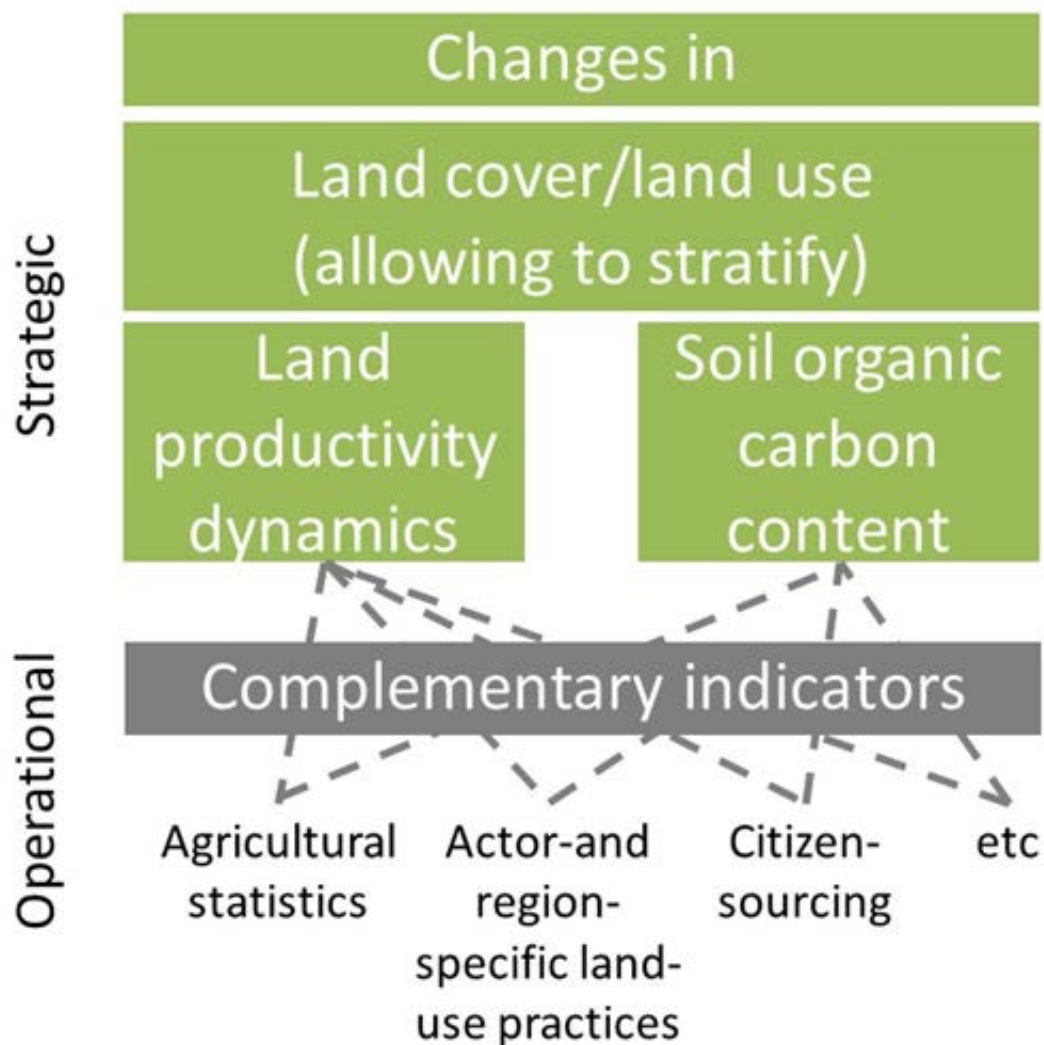 Changes in
Land cover/land use
(allowing to stratify)
Strategic
Land
productivity
dynamics
Soil organic
carbon
content
Operational
Complementary indicators
Agricultural
statistics
Actor-and
region-
specific land-
use practices
Citizen-
sourcing
etc